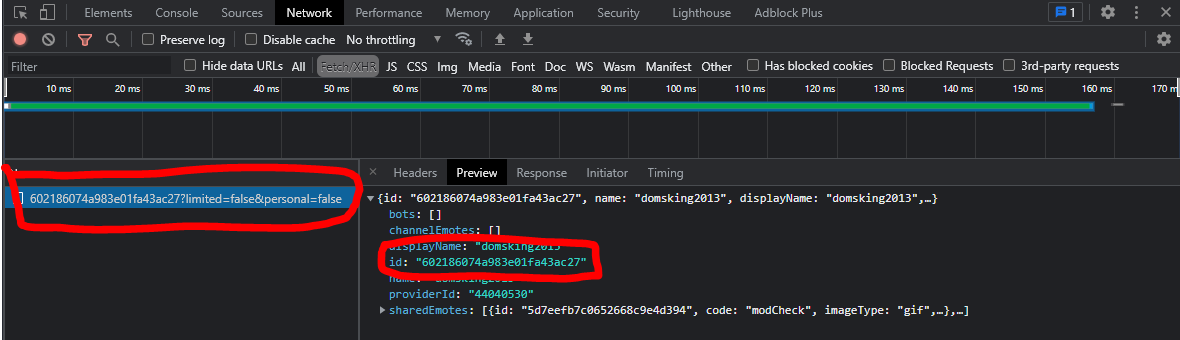 Elements Console Sources Network Performance Memory Application Security Lighthouse Adblock Plus 1
Preserve log Disable cache No throttling
Filter Hide data URLs All Fetch/XHR JS CSS Img Media Font Doc WS Wasm Manifest Other Has blocked cookies Blocked Requests 3rd-party requests
10 ms 20 ms 30 ms 40 ms 50 ms 60 ms 70 ms 80 ms 90 ms 100 ms 110 ms 120 ms 130 ms 140 ms 150 ms 160 ms 170 m
Headers Preview Response Initiator Timing
602186074a983e01fa43ac27?limited=false&personal=false
{id: "602186074a983e01fa43ac27", name: "domsking2013", displayName: "domsking2013",…}
bots: []
channelEmotes: []
displayName: "domsking2013"
id: "602186074a983e01fa43ac27"
name: "domsking2013"
providerId: "44040530"
sharedEmotes: [{id: "5d7eefb7c0652668c9e4d394", code: "modCheck", imageType: "gif",…},…]